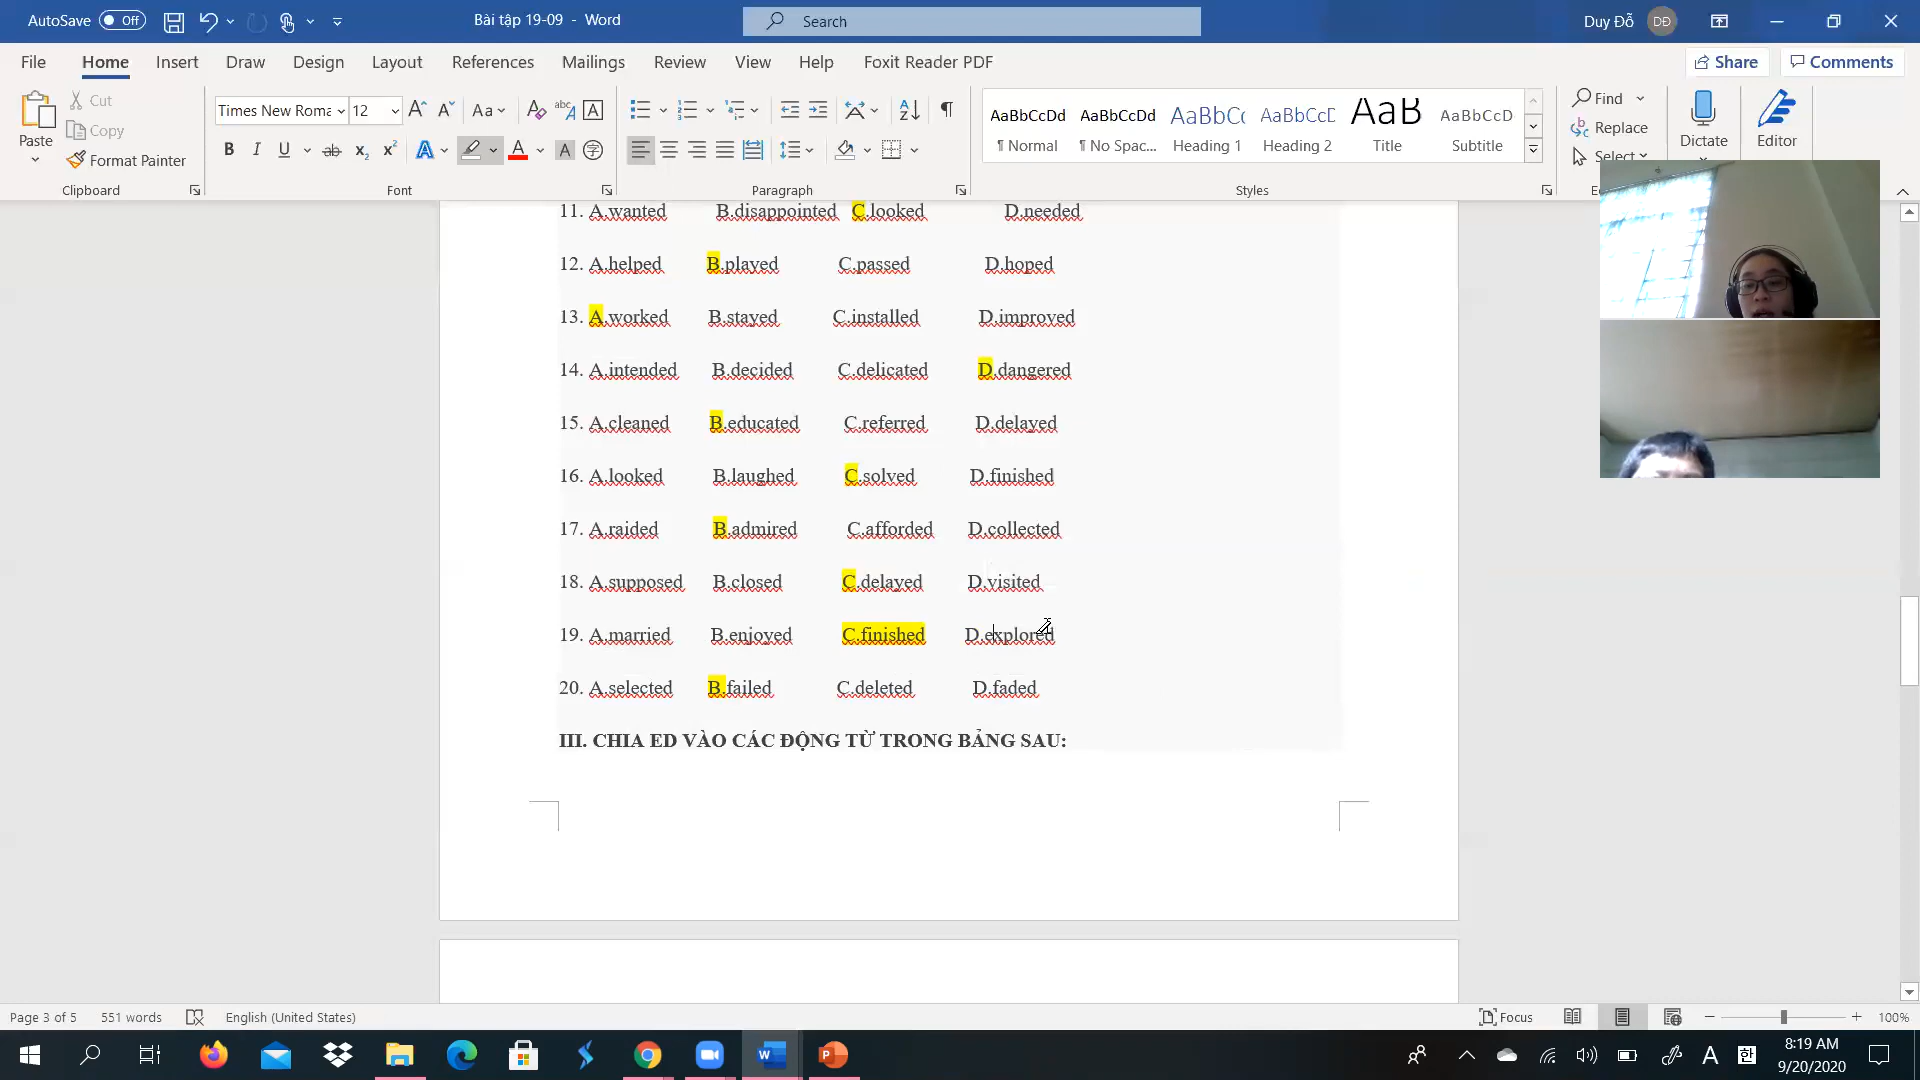 AutoSave Off Bài tập 19-09 - Word Search Duy Đỗ DĐ
File Home Insert Draw Design Layout References Mailings Review View Help Foxit Reader PDF Share Comments
Paste Cut Copy Format Painter
Times New Roma 12
AaBbCcDd AaBbCcDd AaBbCc AaBbCcD AaB AaBbCcD
¶ Normal ¶ No Spac... Heading 1 Heading 2 Title Subtitle
Find Replace Select Dictate Editor
Clipboard Font Paragraph Styles
11. A.wanted B.disappointed C.looked D.needed
12. A.helped B.played C.passed D.hoped
13. A.worked B.stayed C.installed D.improved
14. A.intended B.decided C.delicated D.dangered
15. A.cleaned B.educated C.referred D.delayed
16. A.looked B.laughed C.solved D.finished
17. A.raided B.admired C.afforded D.collected
18. A.supposed B.closed C.delayed D.visited
19. A.married B.enjoyed C.finished D.explored
20. A.selected B.failed C.deleted D.faded
III. CHIA ED VÀO CÁC ĐỘNG TỪ TRONG BẢNG SAU:
Page 3 of 5 551 words English (United States) Focus 100%
A 한 8:19 AM
9/20/2020